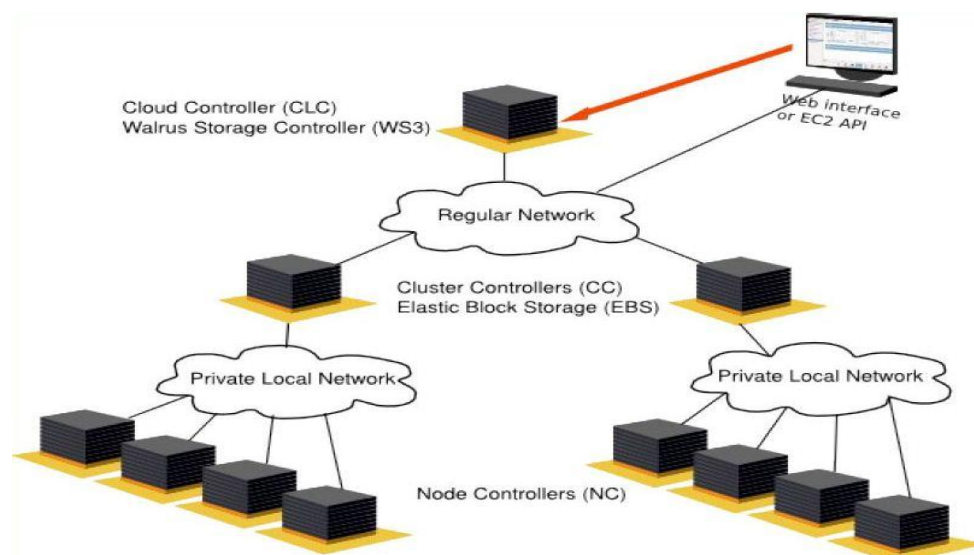 Cloud Controller (CLC)
Walrus Storage Controller (WS3)
Web interface
or EC2 API
Regular Network
Cluster Controllers (CC)
Elastic Block Storage (EBS)
Private Local Network
Private Local Network
Node Controllers (NC)